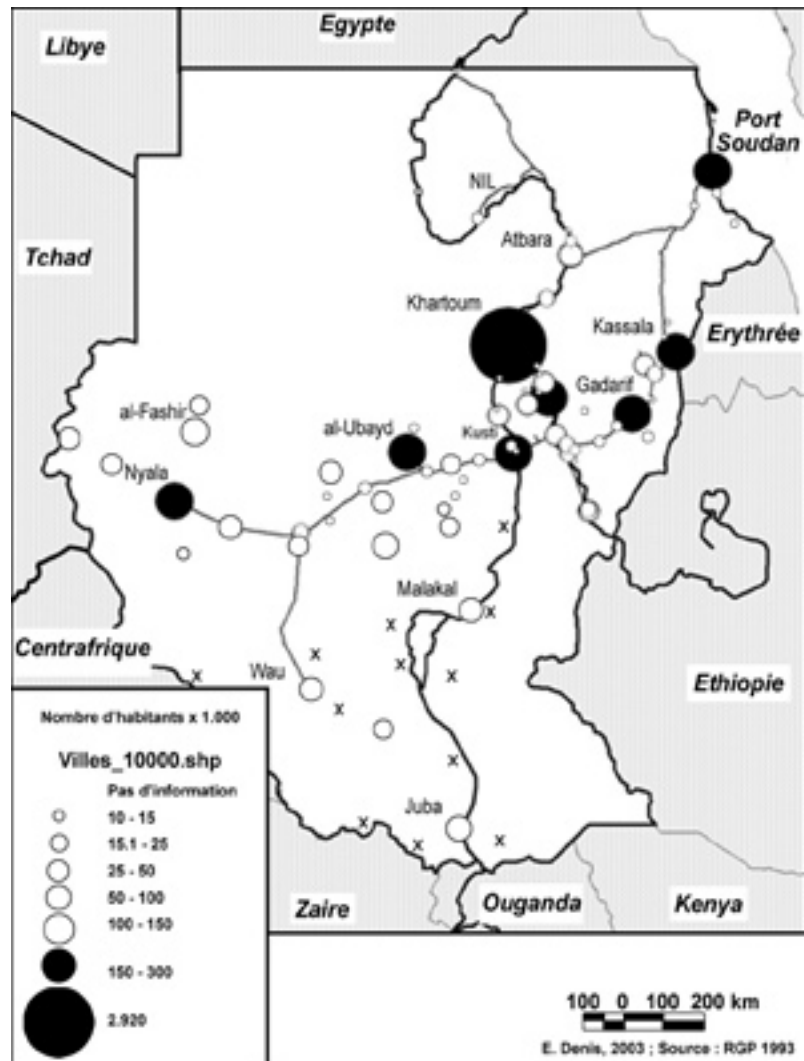 Egypte
Libye
Port
Soudan
NIL
Atbara
Tchad
Khartoum
Kassala
Erythrée
al-Fashir
Gadarif
al-Ubayd
Kusti
Nyala
Malakal
Centrafrique
Wau
Ethiopie
Nombre d'habitants x 1.000
Villes_10000.shp
Pas d'information
10 - 15
15.1 - 25
25 - 50
50 - 100
100 - 150
150 - 300
2.920
Juba
Zaire
Ouganda
Kenya
100 0 100 200 km
E. Denis, 2003 ; Source : RGP 1993